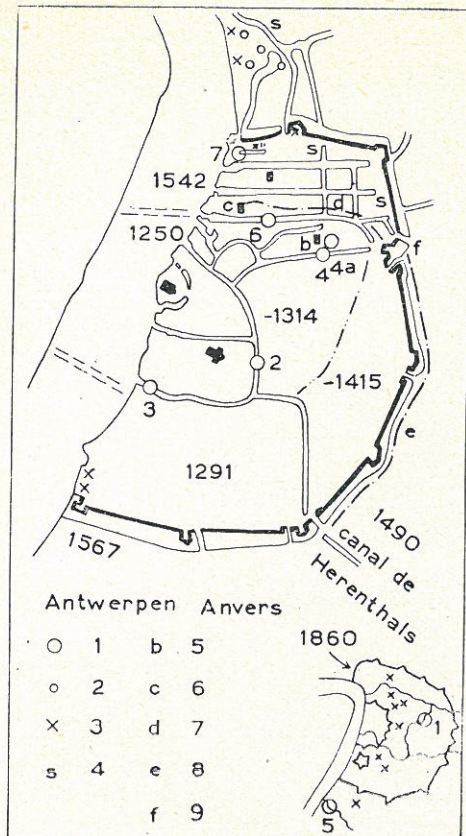 s
7
s
1542
c
d
s
1250
6
b
f
4
4a
-1314
2
-1415
3
e
1291
1490
1567
canal de
Herenthals
Antwerpen Anvers
1 b 5
1860
2 c 6
3 d 7
1
s 4 e 8
f 9
5